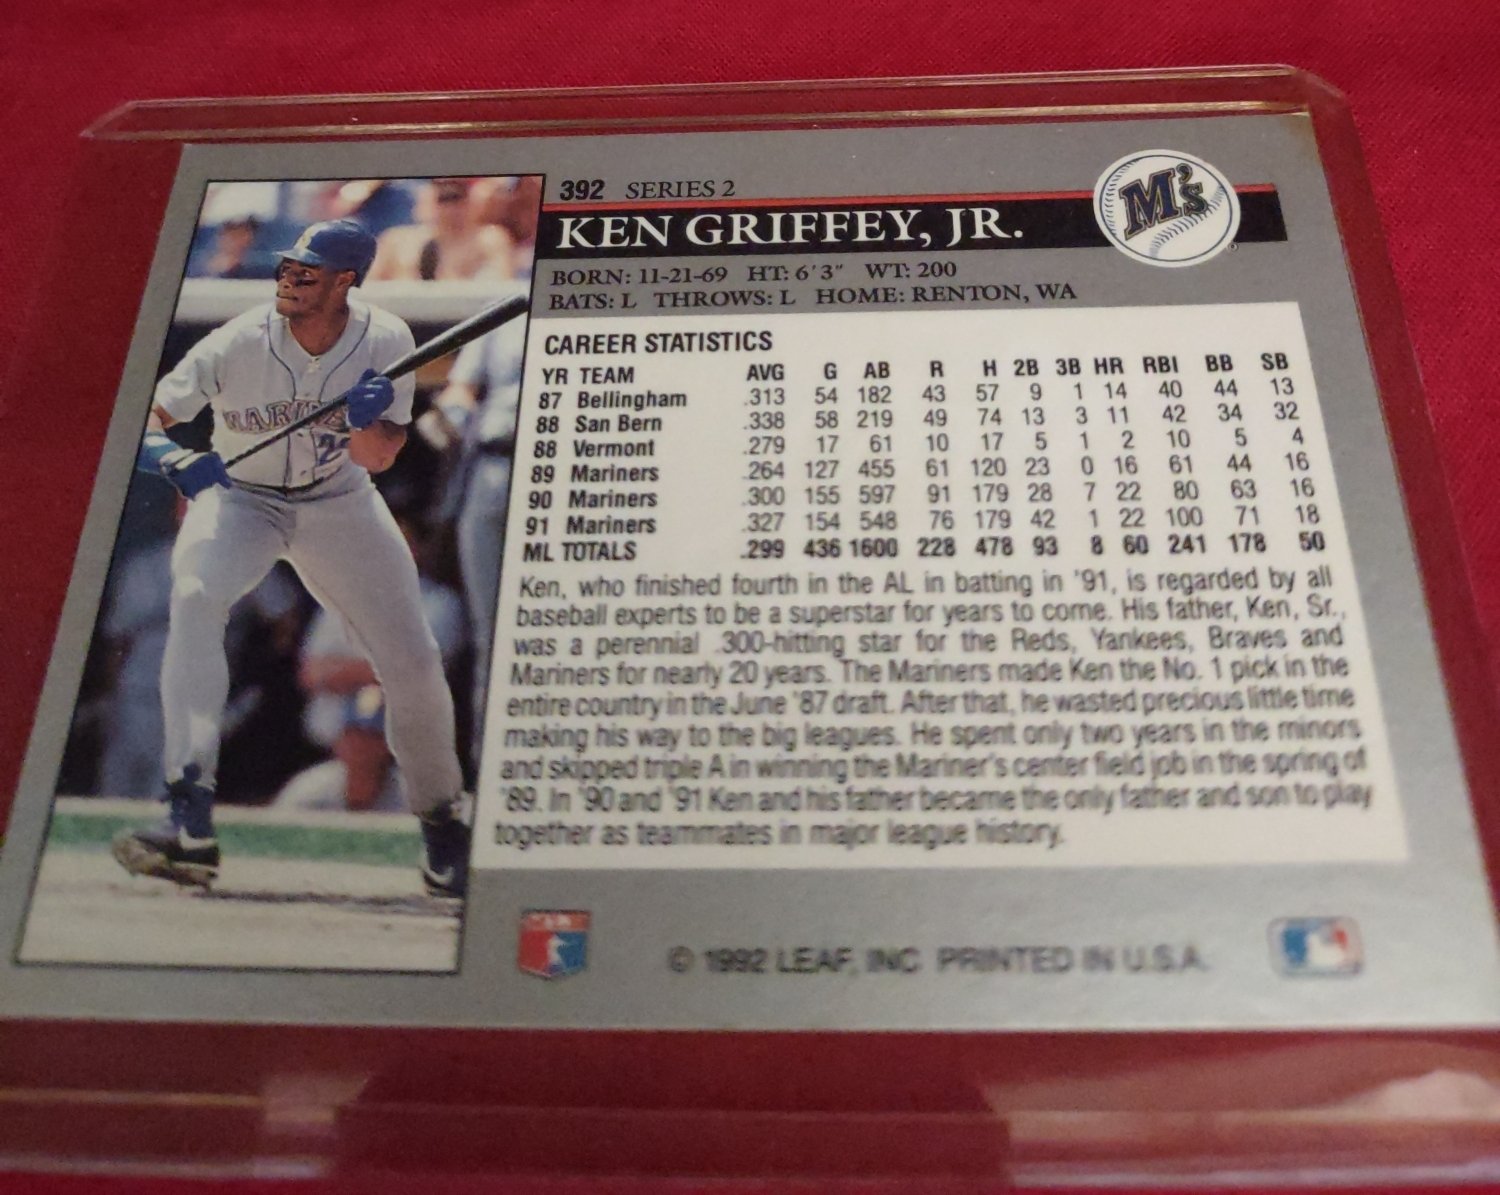 392 SERIES 2
KEN GRIFFEY, JR.
M's
BORN: 11-21-69 HT: 6'3" WT: 200
BATS: L THROWS: L HOME: RENTON, WA
CAREER STATISTICS
YR TEAM AVG G AB R H 2B 3B HR RBI BB SB
87 Bellingham .313 54 182 43 57 9 1 14 40 44 13
88 San Bern .338 58 219 49 74 13 3 11 42 34 32
88 Vermont .279 17 61 10 17 5 1 2 10 5 4
89 Mariners .264 127 455 61 120 23 0 16 61 44 16
90 Mariners .300 155 597 91 179 28 7 22 80 63 16
91 Mariners .327 154 548 76 179 42 1 22 100 71 18
ML TOTALS .299 436 1600 228 478 93 8 60 241 178 50
Ken, who finished fourth in the AL in batting in '91, is regarded by all
baseball experts to be a superstar for years to come. His father, Ken, Sr.,
was a perennial .300-hitting star for the Reds, Yankees, Braves and
Mariners for nearly 20 years. The Mariners made Ken the No. 1 pick in the
entire country in the June '87 draft. After that, he wasted precious little time
making his way to the big leagues. He spent only two years in the minors
and skipped triple A in winning the Mariner's center field job in the spring of
'89. In '90 and '91 Ken and his father became the only father and son to play
together as teammates in major league history.
© 1992 LEAF, INC PRINTED IN U.S.A.